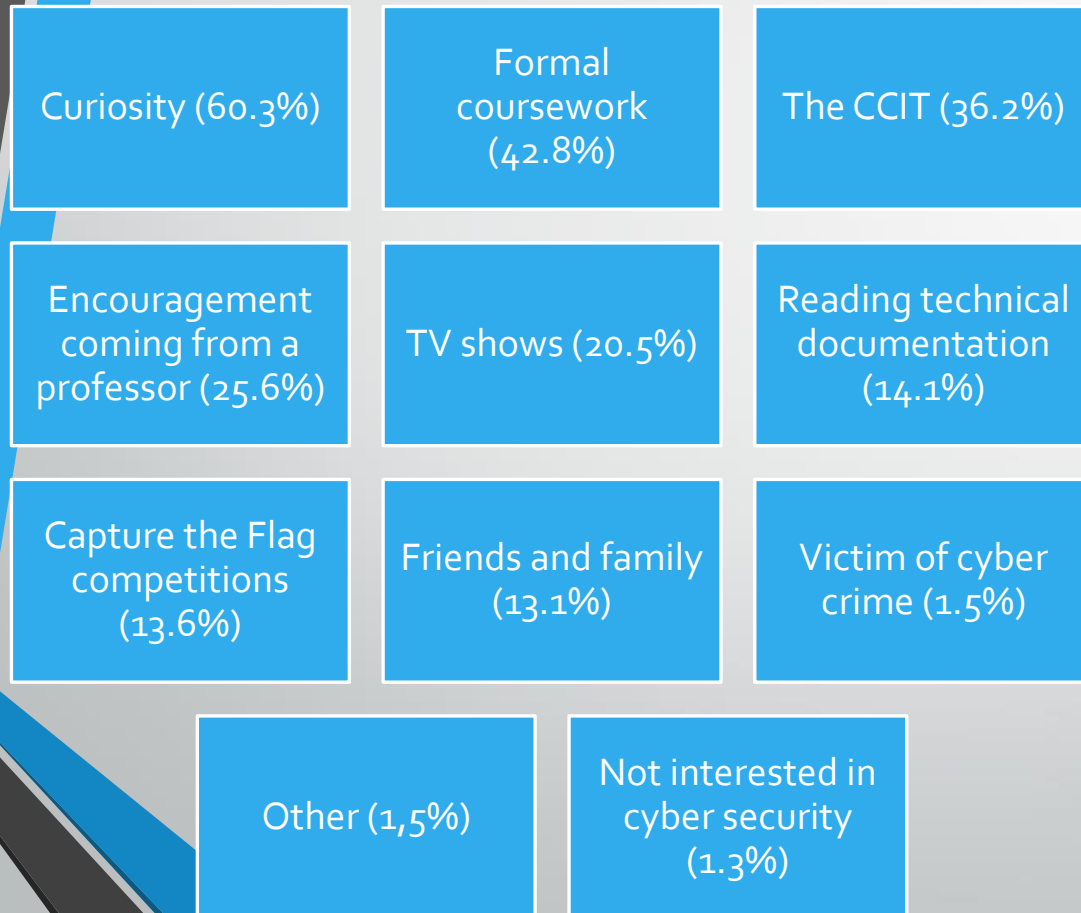 Curiosity (60.3%)
Formal
coursework
(42.8%)
The CCIT (36.2%)
Encouragement
coming from a
professor (25.6%)
TV shows (20.5%)
Reading technical
documentation
(14.1%)
Capture the Flag
competitions
(13.6%)
Friends and family
(13.1%)
Victim of cyber
crime (1.5%)
Other (1,5%)
Not interested in
cyber security
(1.3%)